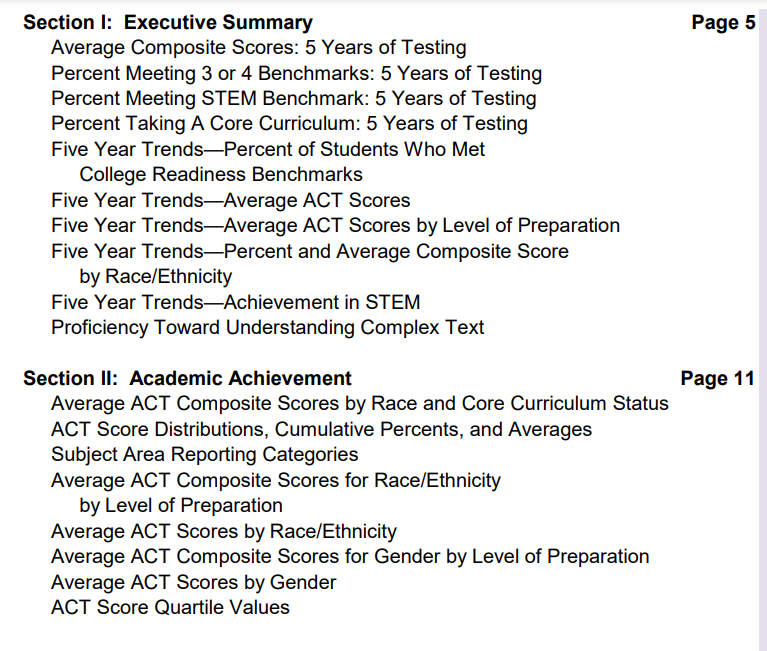 Section I:  Executive Summary Page 5
Average Composite Scores: 5 Years of Testing
Percent Meeting 3 or 4 Benchmarks: 5 Years of Testing
Percent Meeting STEM Benchmark: 5 Years of Testing
Percent Taking A Core Curriculum: 5 Years of Testing
Five Year Trends—Percent of Students Who Met
College Readiness Benchmarks
Five Year Trends—Average ACT Scores
Five Year Trends—Average ACT Scores by Level of Preparation
Five Year Trends—Percent and Average Composite Score
by Race/Ethnicity
Five Year Trends—Achievement in STEM
Proficiency Toward Understanding Complex Text
Section II:  Academic Achievement Page 11
Average ACT Composite Scores by Race and Core Curriculum Status
ACT Score Distributions, Cumulative Percents, and Averages
Subject Area Reporting Categories
Average ACT Composite Scores for Race/Ethnicity
by Level of Preparation
Average ACT Scores by Race/Ethnicity
Average ACT Composite Scores for Gender by Level of Preparation
Average ACT Scores by Gender
ACT Score Quartile Values